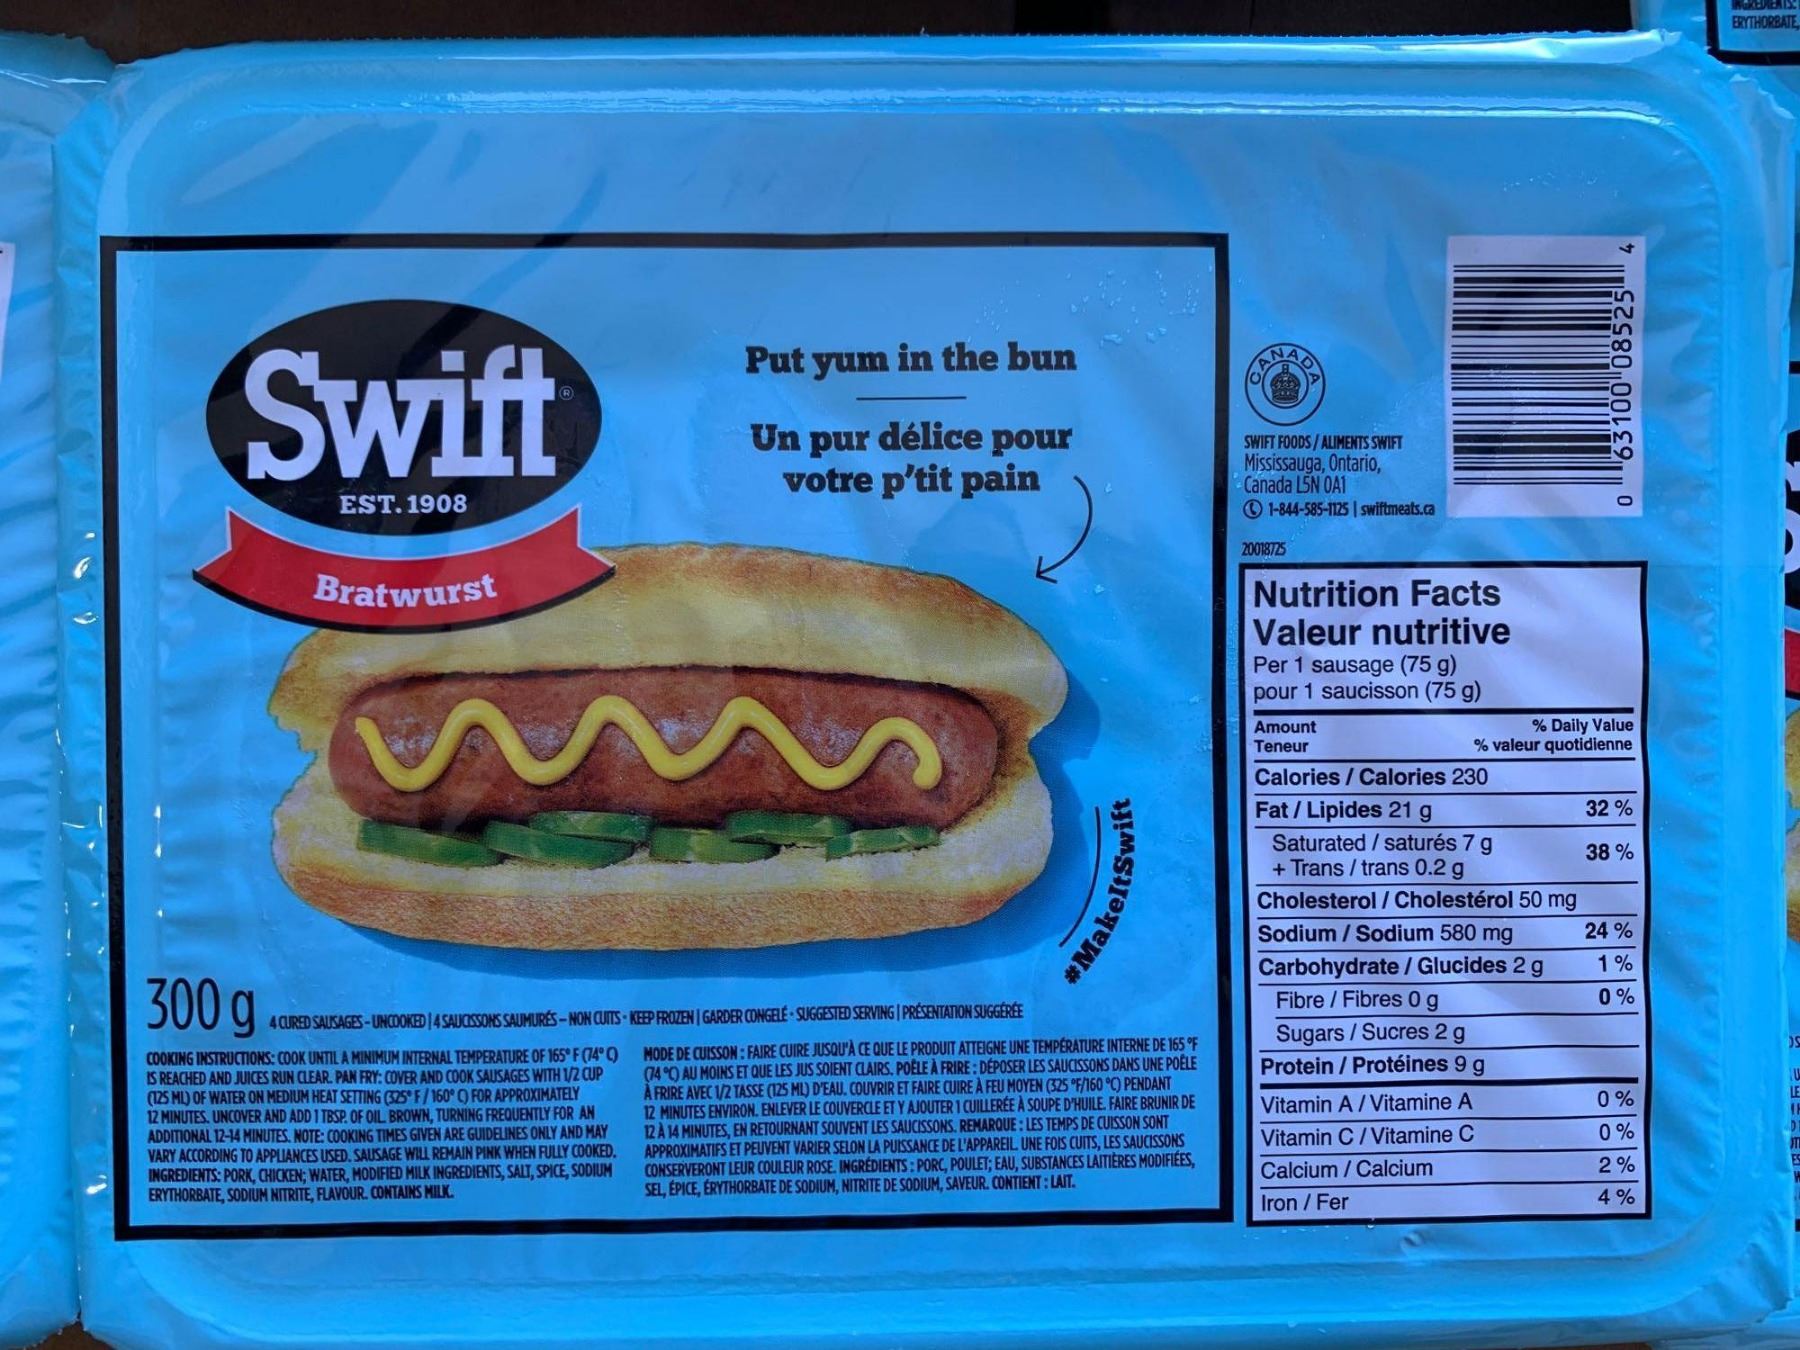 Swift®
EST. 1908
Bratwurst
Put yum in the bun
Un pur délice pour
votre p'tit pain
#MakeItSwift
300 g
4 CURED SAUSAGES - UNCOOKED | 4 SAUCISSONS SAUMURÉS – NON CUITS • KEEP FROZEN | GARDER CONGELÉ • SUGGESTED SERVING | PRÉSENTATION SUGGÉRÉE
COOKING INSTRUCTIONS: COOK UNTIL A MINIMUM INTERNAL TEMPERATURE OF 165° F (74° C)
IS REACHED AND JUICES RUN CLEAR. PAN FRY: COVER AND COOK SAUSAGES WITH 1/2 CUP
(125 ML) OF WATER ON MEDIUM HEAT SETTING (325° F / 160° C) FOR APPROXIMATELY
12 MINUTES. UNCOVER AND ADD 1 TBSP. OF OIL. BROWN, TURNING FREQUENTLY FOR AN
ADDITIONAL 12-14 MINUTES. NOTE: COOKING TIMES GIVEN ARE GUIDELINES ONLY AND MAY
VARY ACCORDING TO APPLIANCES USED. SAUSAGE WILL REMAIN PINK WHEN FULLY COOKED.
INGREDIENTS: PORK, CHICKEN; WATER, MODIFIED MILK INGREDIENTS, SALT, SPICE, SODIUM
ERYTHORBATE, SODIUM NITRITE, FLAVOUR. CONTAINS MILK.
MODE DE CUISSON : FAIRE CUIRE JUSQU'À CE QUE LE PRODUIT ATTEIGNE UNE TEMPÉRATURE INTERNE DE 165 °F
(74 °C) AU MOINS ET QUE LES JUS SOIENT CLAIRS. POÊLE À FRIRE : DÉPOSER LES SAUCISSONS DANS UNE POÊLE
À FRIRE AVEC 1/2 TASSE (125 ML) D'EAU. COUVRIR ET FAIRE CUIRE À FEU MOYEN (325 °F/160 °C) PENDANT
12 MINUTES ENVIRON. ENLEVER LE COUVERCLE ET Y AJOUTER 1 CUILLERÉE À SOUPE D'HUILE. FAIRE BRUNIR DE
12 À 14 MINUTES, EN RETOURNANT SOUVENT LES SAUCISSONS. REMARQUE : LES TEMPS DE CUISSON SONT
APPROXIMATIFS ET PEUVENT VARIER SELON LA PUISSANCE DE L'APPAREIL. UNE FOIS CUITS, LES SAUCISSONS
CONSERVERONT LEUR COULEUR ROSE. INGRÉDIENTS : PORC, POULET; EAU, SUBSTANCES LAITIÈRES MODIFIÉES,
SEL, ÉPICE, ÉRYTHORBATE DE SODIUM, NITRITE DE SODIUM, SAVEUR. CONTIENT : LAIT.
CANADA
SWIFT FOODS / ALIMENTS SWIFT
Mississauga, Ontario,
Canada L5N 0A1
1-844-585-1125 | swiftmeats.ca
20018725
0 63100 08525 4
Nutrition Facts
Valeur nutritive
Per 1 sausage (75 g)
pour 1 saucisson (75 g)
Amount % Daily Value
Teneur % valeur quotidienne
Calories / Calories 230
Fat / Lipides 21 g 32 %
Saturated / saturés 7 g
+ Trans / trans 0.2 g 38 %
Cholesterol / Cholestérol 50 mg
Sodium / Sodium 580 mg 24 %
Carbohydrate / Glucides 2 g 1 %
Fibre / Fibres 0 g 0 %
Sugars / Sucres 2 g
Protein / Protéines 9 g
Vitamin A / Vitamine A 0 %
Vitamin C / Vitamine C 0 %
Calcium / Calcium 2 %
Iron / Fer 4 %
INGREDIENTS:
ERYTHORBATE,